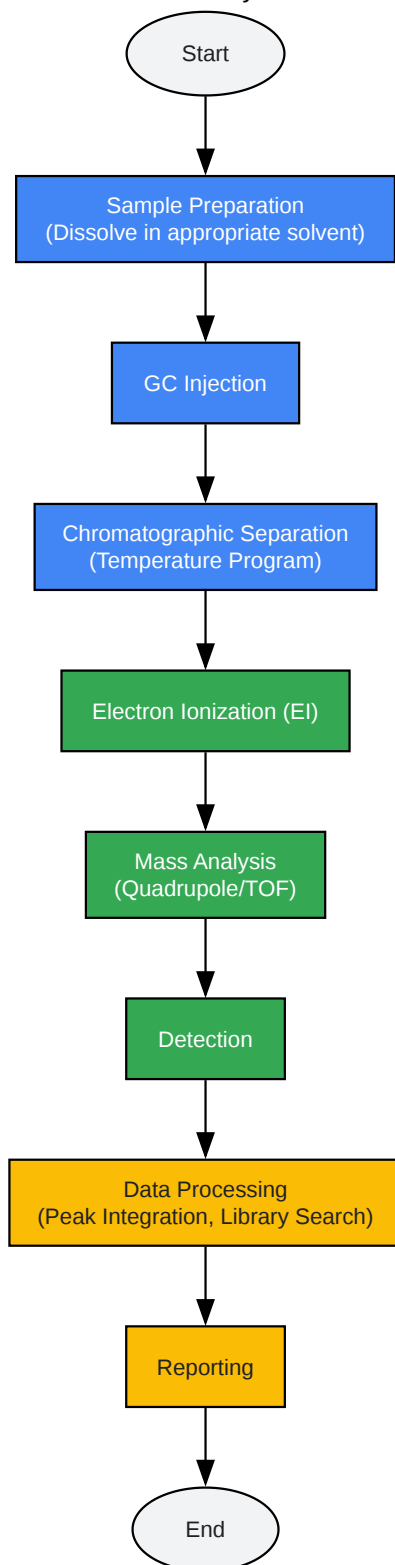 Start
Sample Preparation
(Dissolve in appropriate solvent)
GC Injection
Chromatographic Separation
(Temperature Program)
Electron Ionization (EI)
Mass Analysis
(Quadrupole/TOF)
Detection
Data Processing
(Peak Integration, Library Search)
Reporting
End